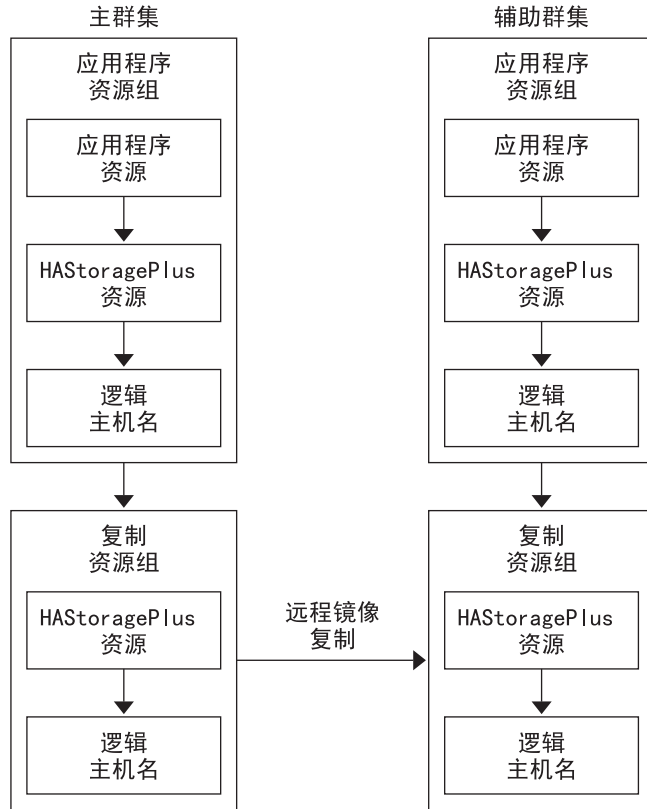 主群集
应用程序
资源组
应用程序
资源
HAStoragePlus
资源
逻辑
主机名
复制
资源组
HAStoragePlus
资源
逻辑
主机名
远程镜像
复制
辅助群集
应用程序
资源组
应用程序
资源
HAStoragePlus
资源
逻辑
主机名
复制
资源组
HAStoragePlus
资源
逻辑
主机名